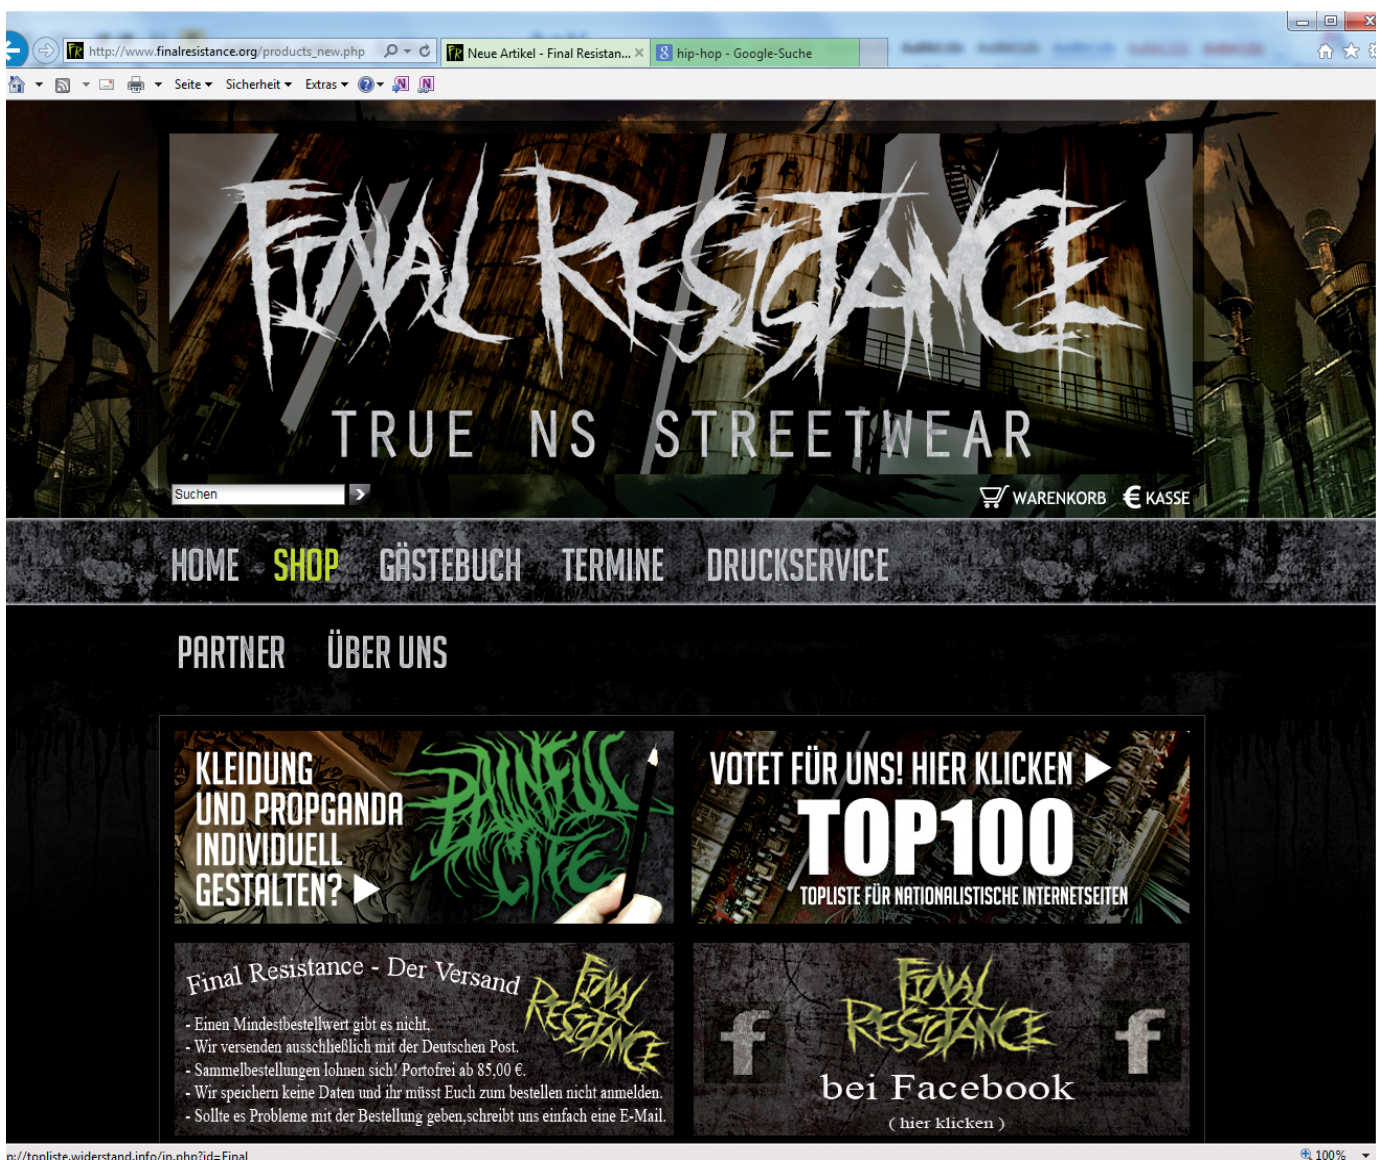 http://www.finalresistance.org/products_new.php
Neue Artikel - Final Resistan...
hip-hop - Google-Suche
Seite
Sicherheit
Extras
FINAL RESISTANCE
TRUE NS STREETWEAR
Suchen
WARENKORB
€ KASSE
HOME
SHOP
GÄSTEBUCH
TERMINE
DRUCKSERVICE
PARTNER
ÜBER UNS
KLEIDUNG
UND PROPGANDA
INDIVIDUELL
GESTALTEN?
PAINFUL
LIFE
VOTET FÜR UNS! HIER KLICKEN
TOP100
TOPLISTE FÜR NATIONALISTISCHE INTERNETSEITEN
Final Resistance - Der Versand
FINAL
RESISTANCE
- Einen Mindestbestellwert gibt es nicht.
- Wir versenden ausschließlich mit der Deutschen Post.
- Sammelbestellungen lohnen sich! Portofrei ab 85,00 €.
- Wir speichern keine Daten und ihr müsst Euch zum bestellen nicht anmelden.
- Sollte es Probleme mit der Bestellung geben,schreibt uns einfach eine E-Mail.
FINAL
RESISTANCE
f
f
bei Facebook
( hier klicken )
p://topliste.widerstand.info/in.php?id=Final
100%